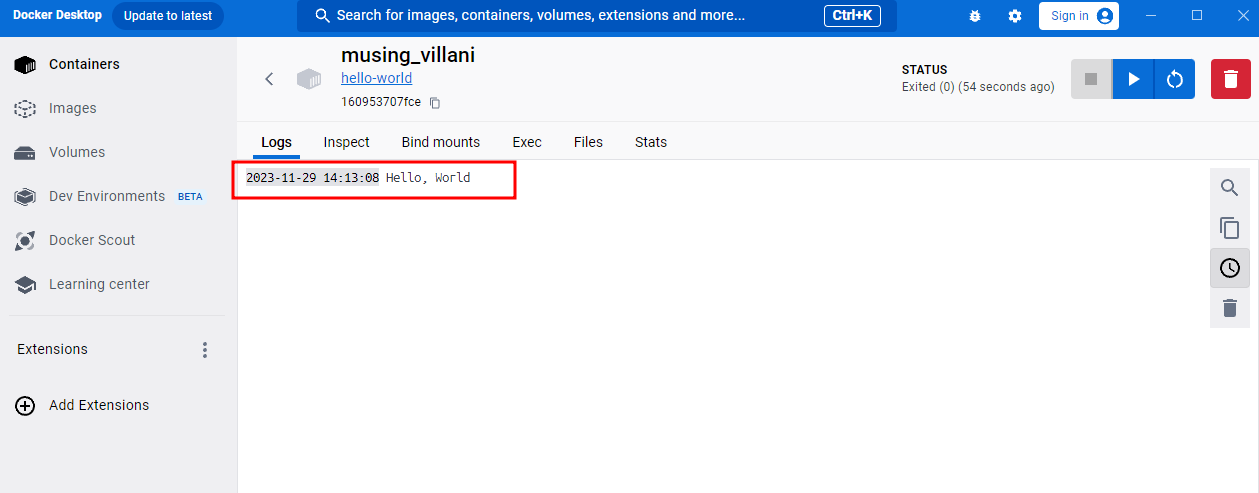 Docker Desktop
Update to latest
Search for images, containers, volumes, extensions and more...
Ctrl+K
Sign in
Containers
Images
Volumes
Dev Environments BETA
Docker Scout
Learning center
Extensions
Add Extensions
musing_villani
hello-world
160953707fce
STATUS
Exited (0) (54 seconds ago)
Logs Inspect Bind mounts Exec Files Stats
2023-11-29 14:13:08 Hello, World